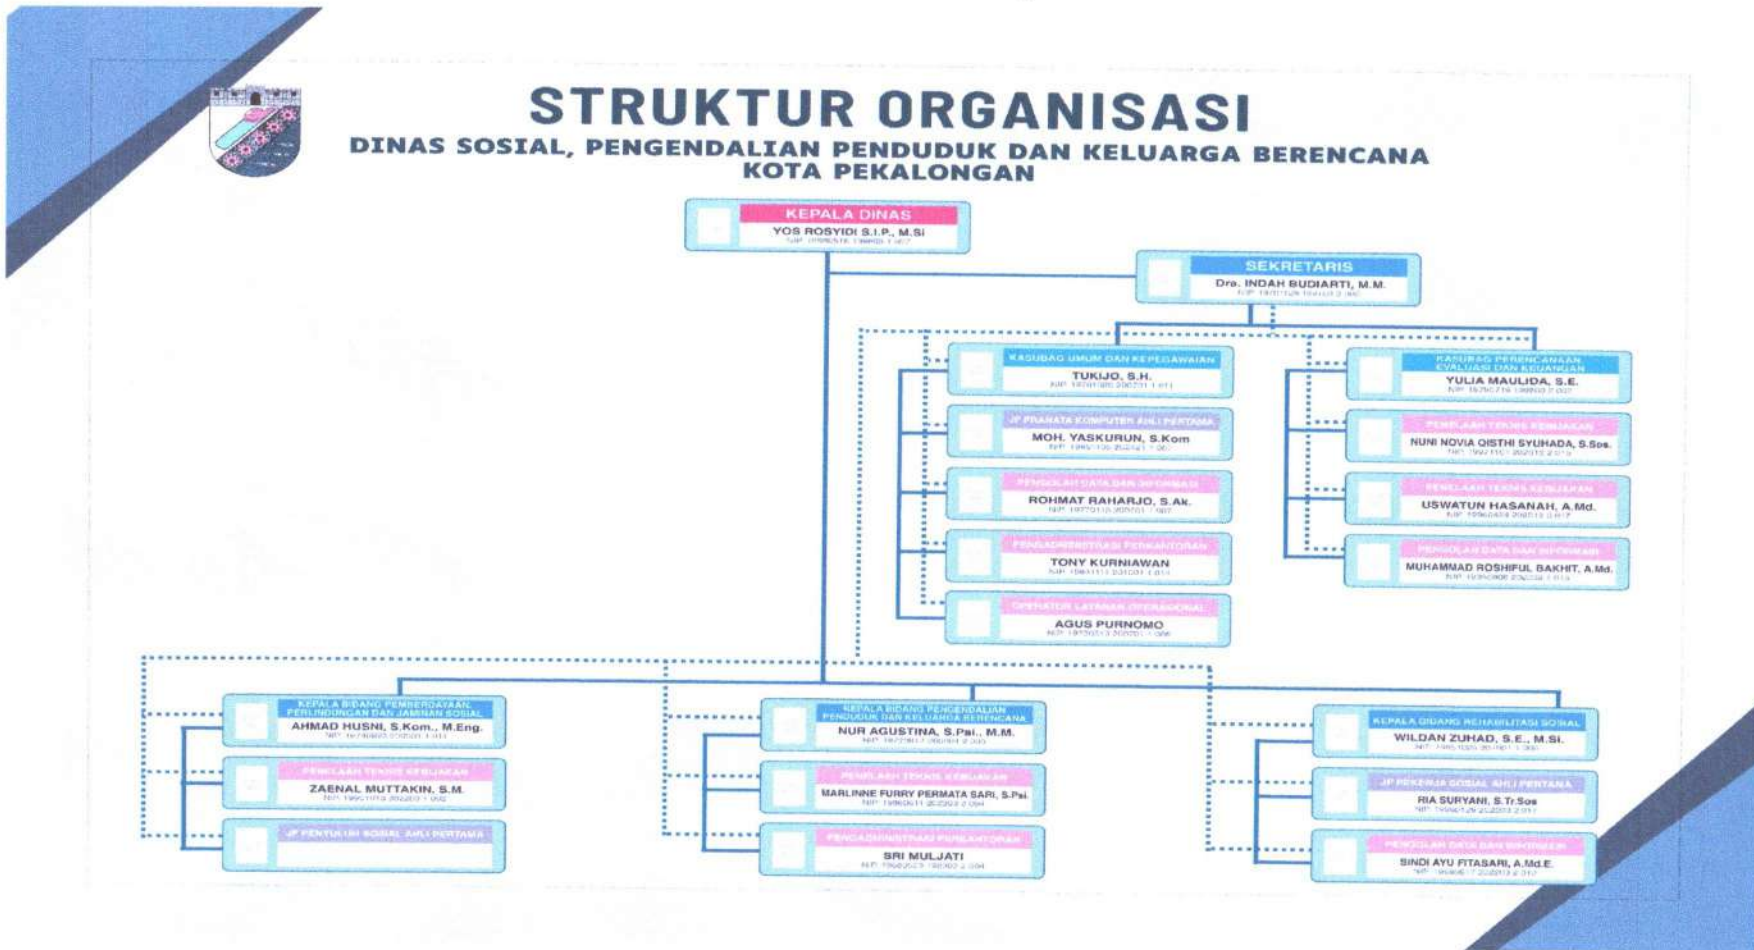 STRUKTUR ORGANISASI
DINAS SOSIAL, PENGENDALIAN PENDUDUK DAN KELUARGA BERENCANA
KOTA PEKALONGAN
KEPALA DINAS
YOS ROSYIDI S.I.P., M.Si
SEKRETARIS
Dra. INDAH BUDIARTI, M.M.
KASUBAG UMUM DAN KEPEGAWAIAN
TUKIJO, S.H.
JP PRANATA KOMPUTER AHLI PERTAMA
MOH. YASKURUN, S.Kom
PENGOLAH DATA DAN INFORMASI
ROHMAT RAHARJO, S.Ak.
PENGADMINISTRASI PERKANTORAN
TONY KURNIAWAN
OPERATOR LAYANAN OPERASIONAL
AGUS PURNOMO
KASUBAG PERENCANAAN
EVALUASI DAN KEUANGAN
YULIA MAULIDA, S.E.
PENELAAH TEKNIS KEBIJAKAN
NUNI NOVIA QISTHI SYUHADA, S.Sos.
PENELAAH TEKNIS KEBIJAKAN
USWATUN HASANAH, A.Md.
PENGOLAH DATA DAN INFORMASI
MUHAMMAD ROSHIFUL BAKHIT, A.Md.
KEPALA BIDANG PEMBERDAYAAN,
PERLINDUNGAN DAN JAMINAN SOSIAL
AHMAD HUSNI, S.Kom., M.Eng.
PENELAAH TEKNIS KEBIJAKAN
ZAENAL MUTTAKIN, S.M.
JP PENYULUH SOSIAL AHLI PERTAMA
KEPALA BIDANG PENGENDALIAN
PENDUDUK DAN KELUARGA BERENCANA
NUR AGUSTINA, S.Psi., M.M.
PENELAAH TEKNIS KEBIJAKAN
MARLINNE FURRY PERMATA SARI, S.Psi.
PENGADMINISTRASI PERKANTORAN
SRI MULJATI
KEPALA BIDANG REHABILITASI SOSIAL
WILDAN ZUHAD, S.E., M.Si.
JP PEKERJA SOSIAL AHLI PERTAMA
RIA SURYANI, S.Tr.Sos
PENGOLAH DATA DAN INFORMASI
SINDI AYU FITASARI, A.Md.E.